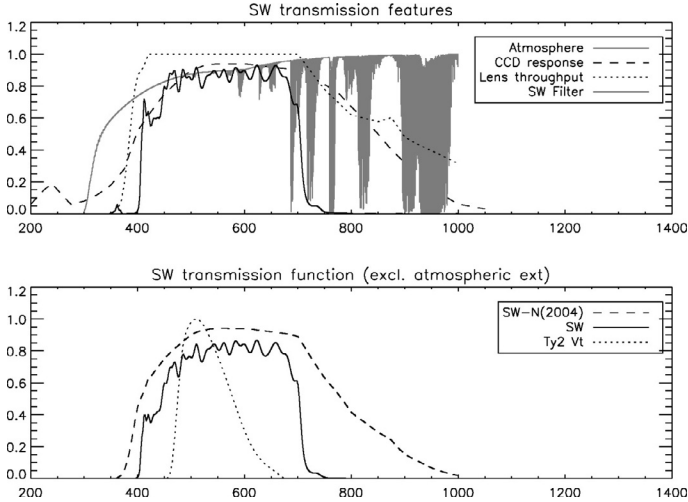 SW transmission features
1.2
1.0
0.8
0.6
0.4
0.2
0.0
Atmosphere
CCD response
Lens throughput
SW Filter
200 400 600 800 1000 1200 1400
SW transmission function (excl. atmospheric ext)
1.2
1.0
0.8
0.6
0.4
0.2
0.0
SW-N(2004)
SW
Ty2 Vt
200 400 600 800 1000 1200 1400